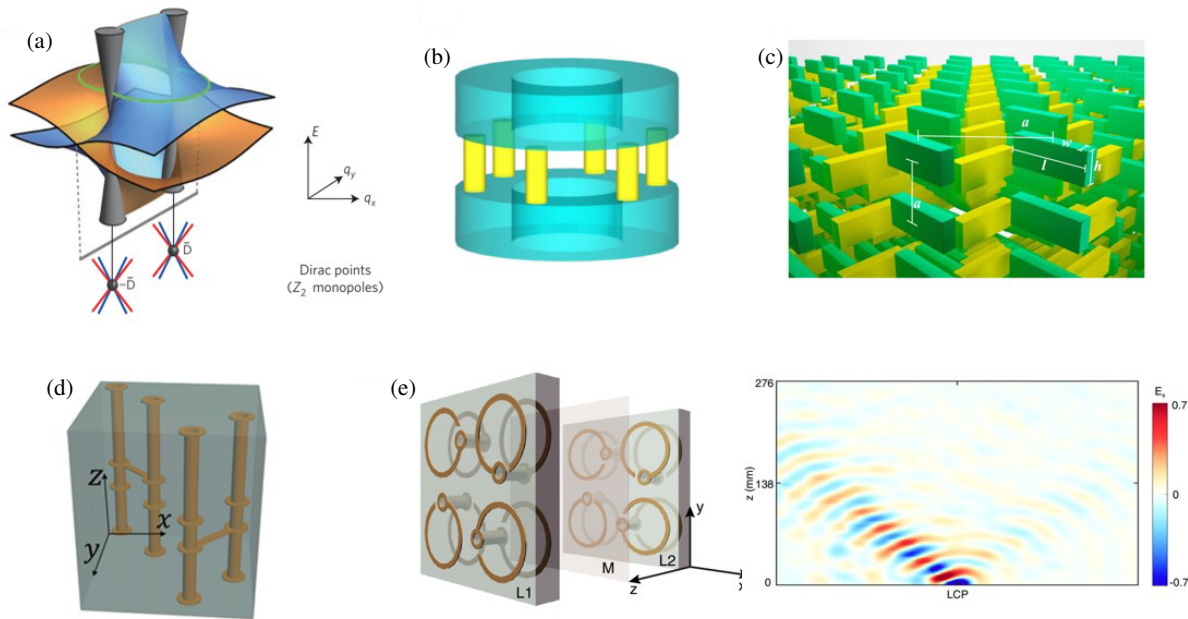 (a)
E
q_y
q_x
D̄
-D̄
Dirac points
(Z_2 monopoles)
(b)
(c)
a
w
l
h
a
(d)
z
x
y
(e)
L1
M
L2
y
z
276
138
0
z (mm)
LCP
E_x
0.7
0
-0.7